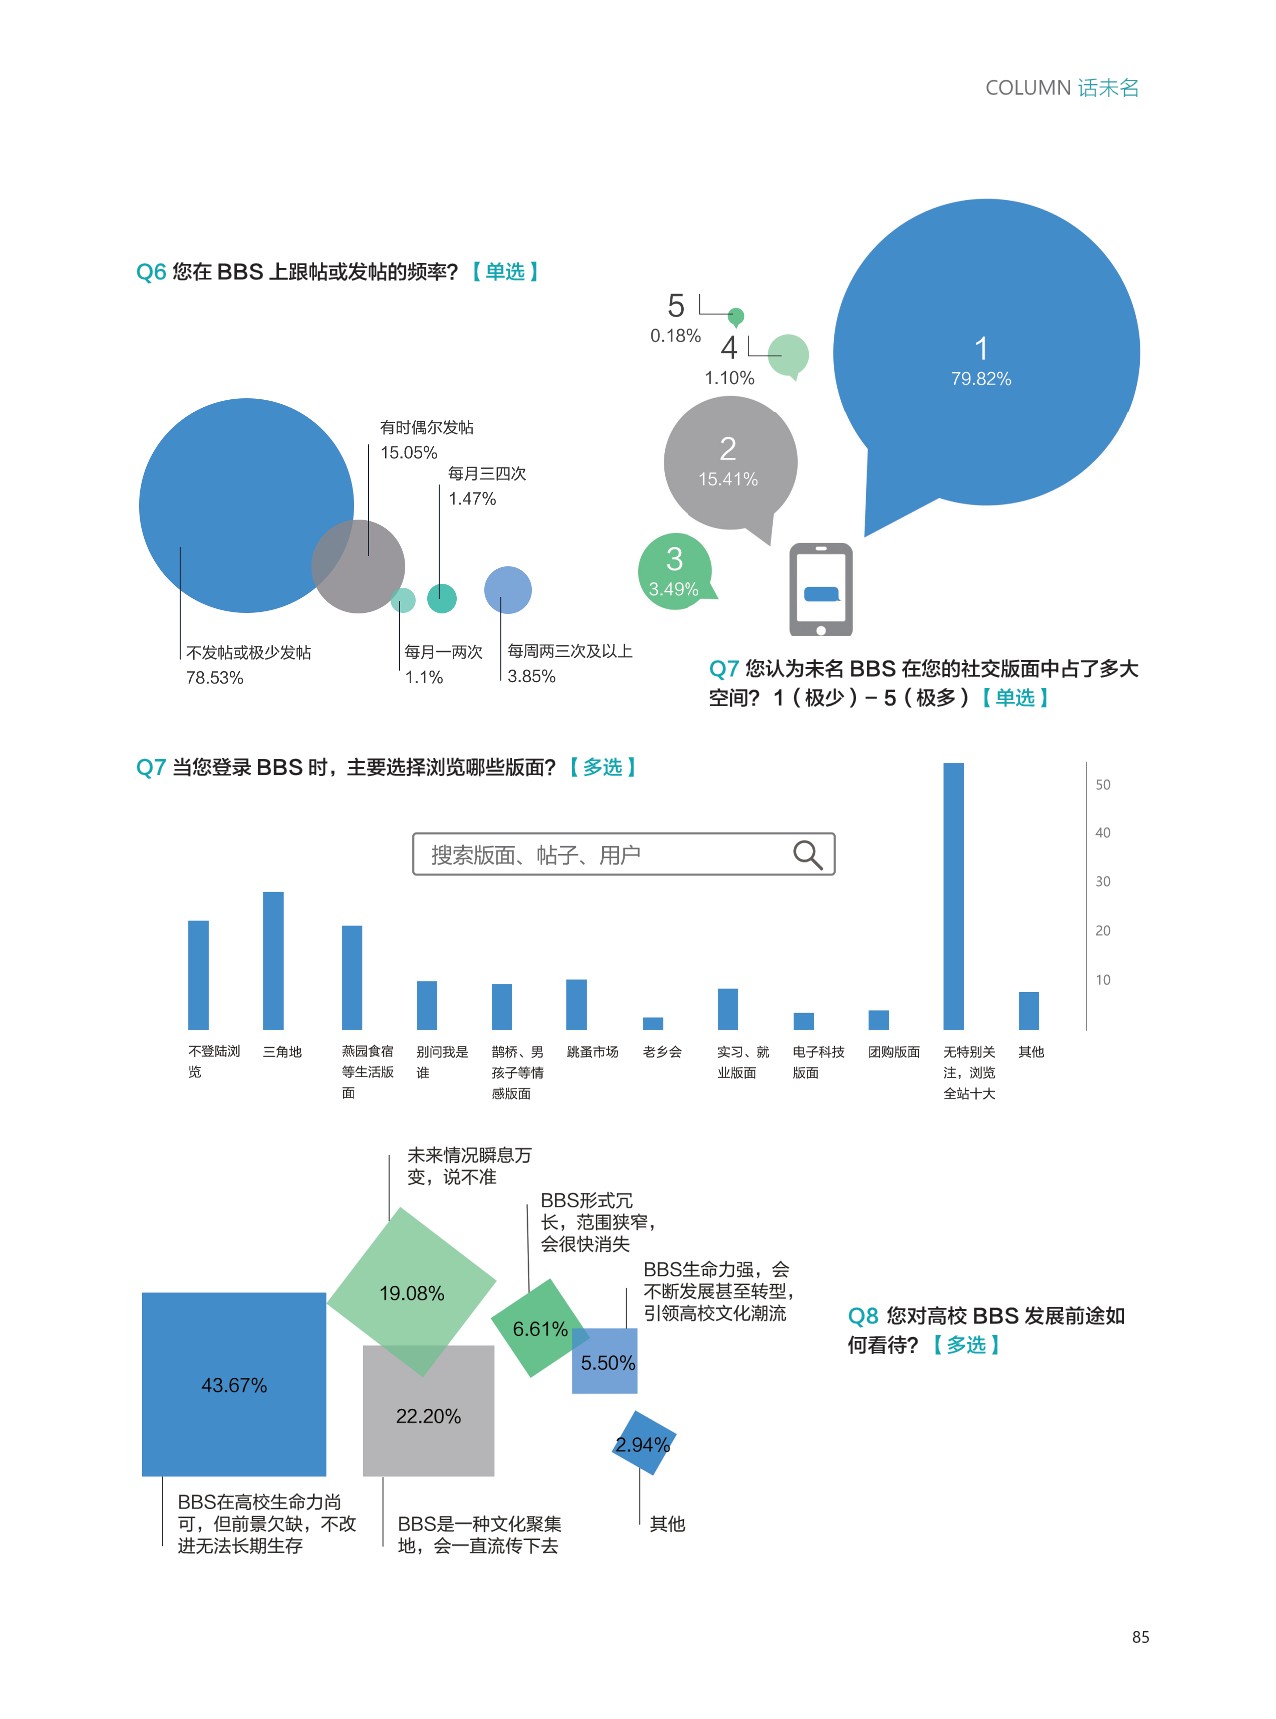 COLUMN 话未名
Q6 您在 BBS 上跟帖或发帖的频率？【单选】
有时偶尔发帖
15.05%
每月三四次
1.47%
不发帖或极少发帖
78.53%
每月一两次
1.1%
每周两三次及以上
3.85%
5
0.18%
4
1.10%
1
79.82%
2
15.41%
3
3.49%
Q7 您认为未名 BBS 在您的社交版面中占了多大
空间？ 1（极少）– 5（极多）【单选】
Q7 当您登录 BBS 时，主要选择浏览哪些版面？【多选】
搜索版面、帖子、用户
50
40
30
20
10
不登陆浏
览
三角地
燕园食宿
等生活版
面
别问我是
谁
鹊桥、男
孩子等情
感版面
跳蚤市场
老乡会
实习、就
业版面
电子科技
版面
团购版面
无特别关
注，浏览
全站十大
其他
未来情况瞬息万
变，说不准
19.08%
BBS形式冗
长，范围狭窄，
会很快消失
6.61%
BBS生命力强，会
不断发展甚至转型，
引领高校文化潮流
5.50%
43.67%
22.20%
2.94%
BBS在高校生命力尚
可，但前景欠缺，不改
进无法长期生存
BBS是一种文化聚集
地，会一直流传下去
其他
Q8 您对高校 BBS 发展前途如
何看待？【多选】
85